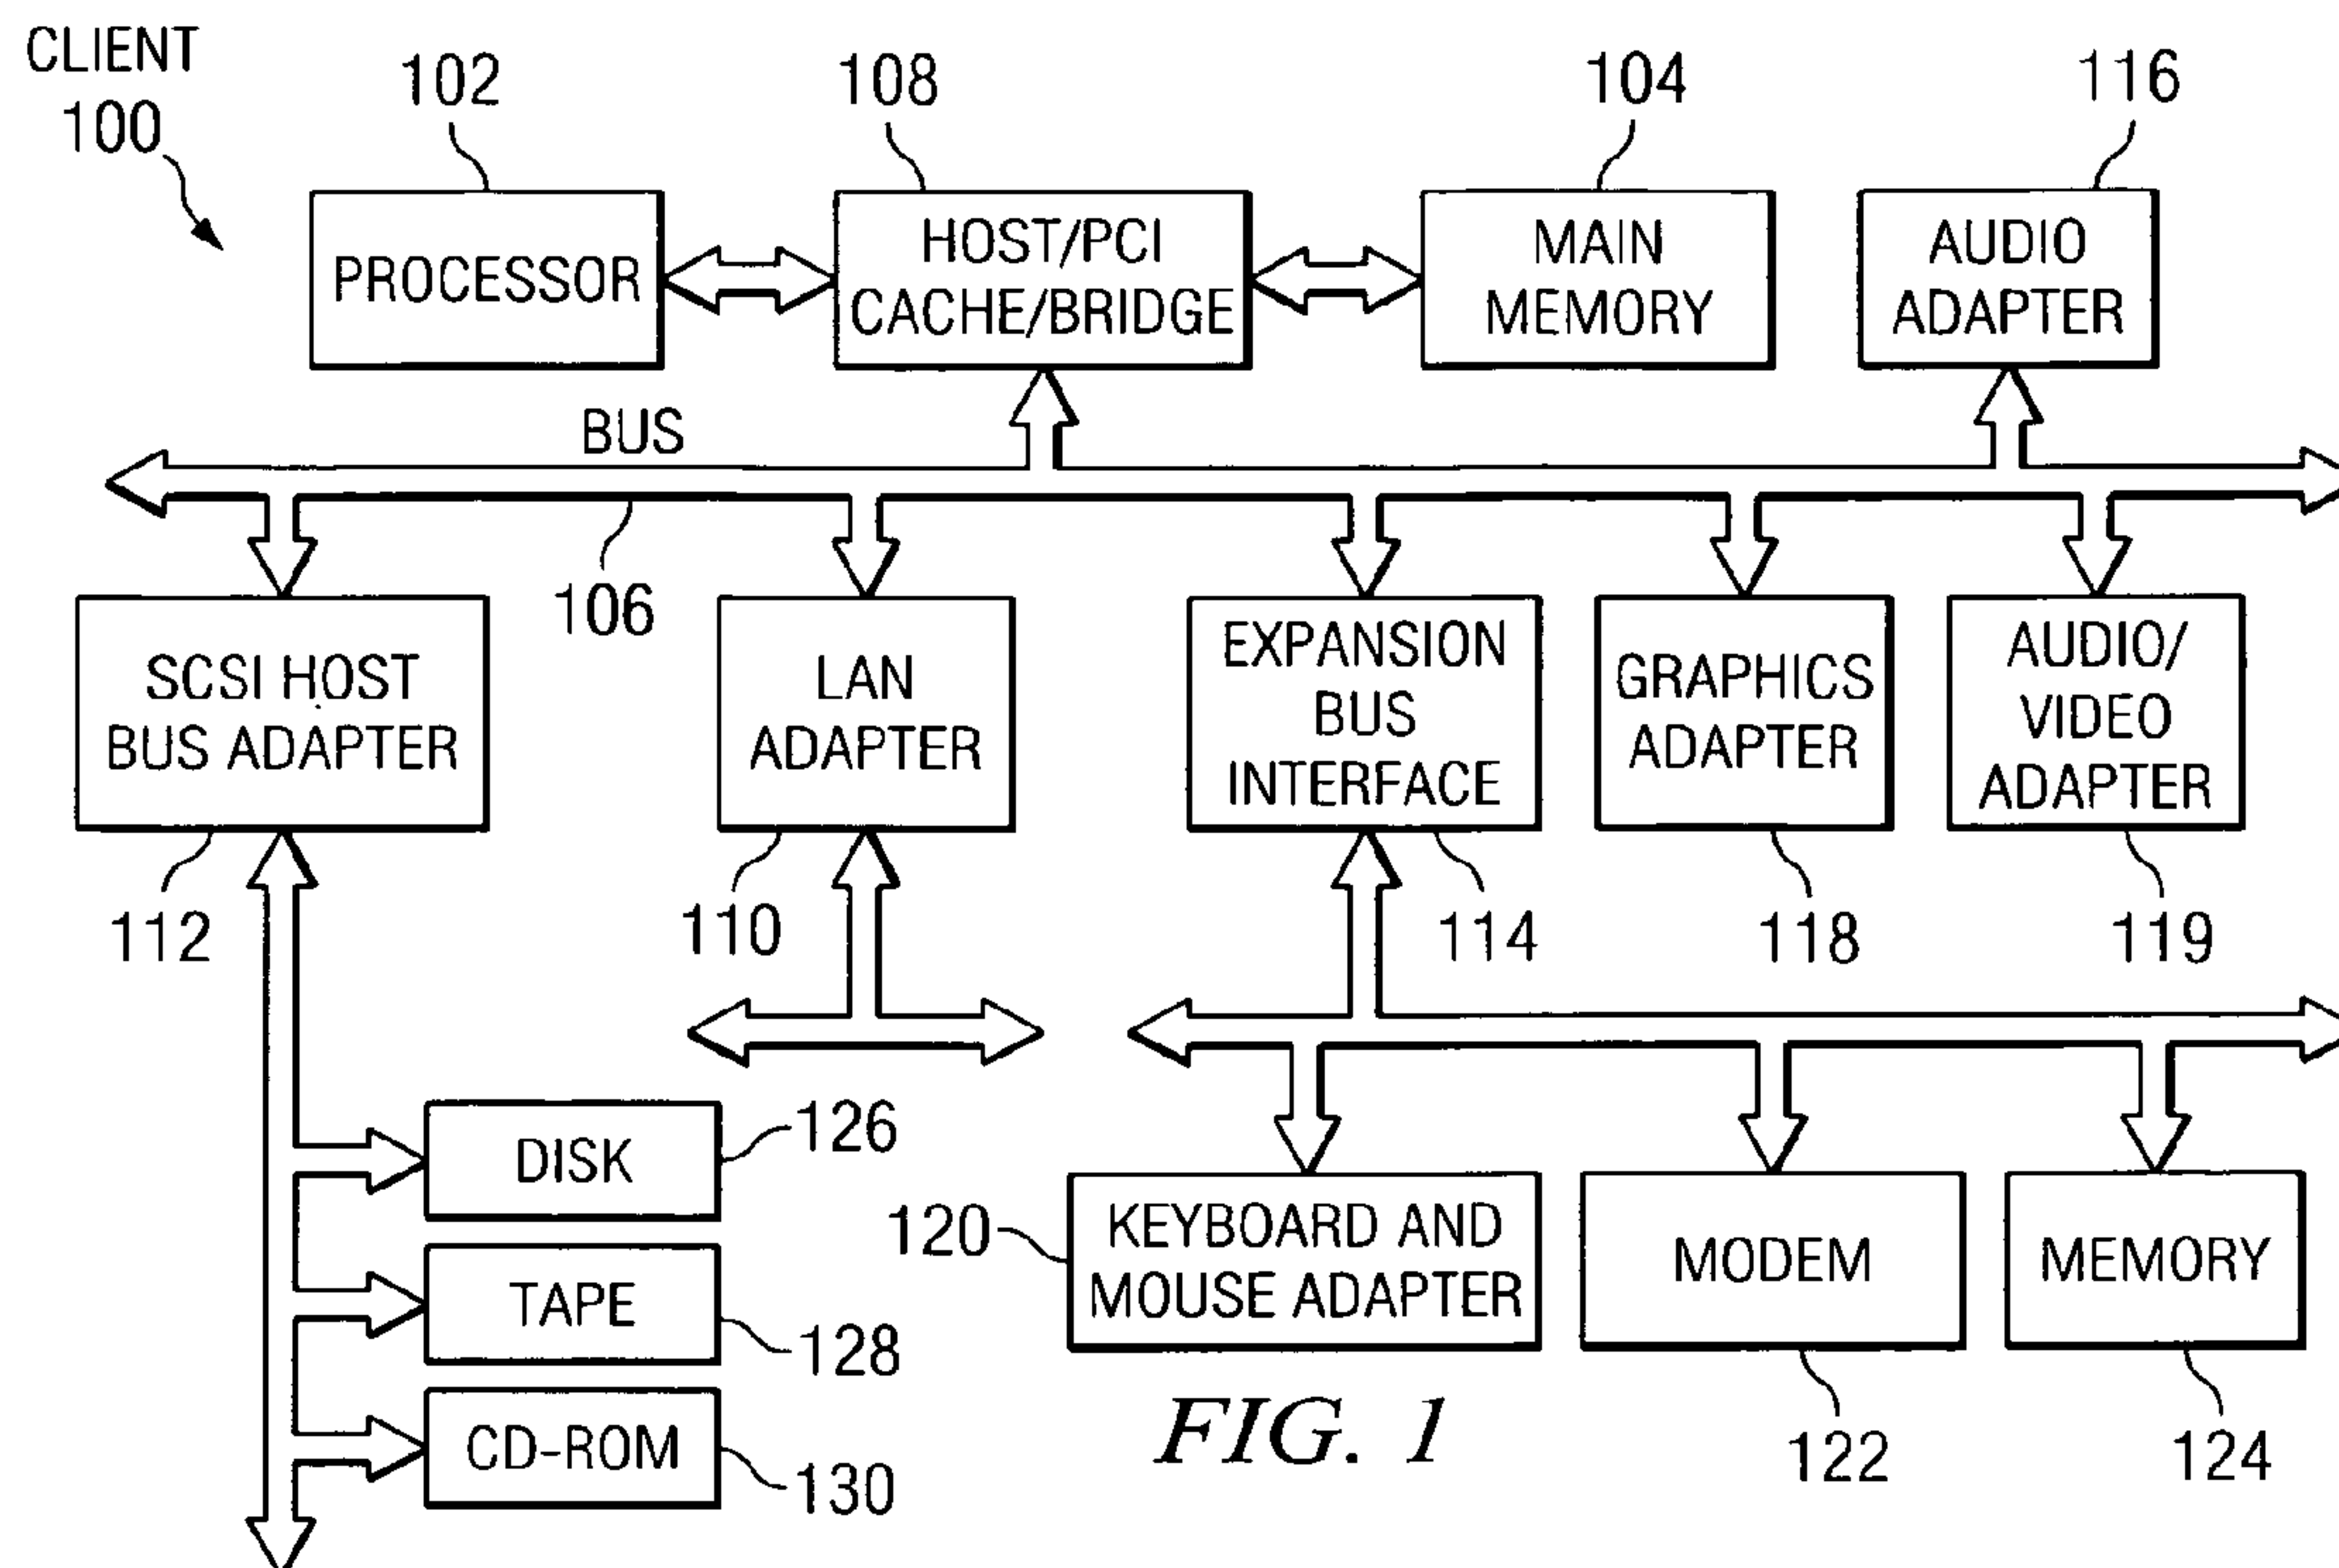 CLIENT
100
102
108
104
116
PROCESSOR
HOST/PCI
CACHE/BRIDGE
MAIN
MEMORY
AUDIO
ADAPTER
BUS
106
SCSI HOST
BUS ADAPTER
LAN
ADAPTER
EXPANSION
BUS
INTERFACE
GRAPHICS
ADAPTER
AUDIO/
VIDEO
ADAPTER
112
110
114
118
119
DISK
126
TAPE
128
CD-ROM
130
120
KEYBOARD AND
MOUSE ADAPTER
MODEM
MEMORY
122
124
FIG. 1